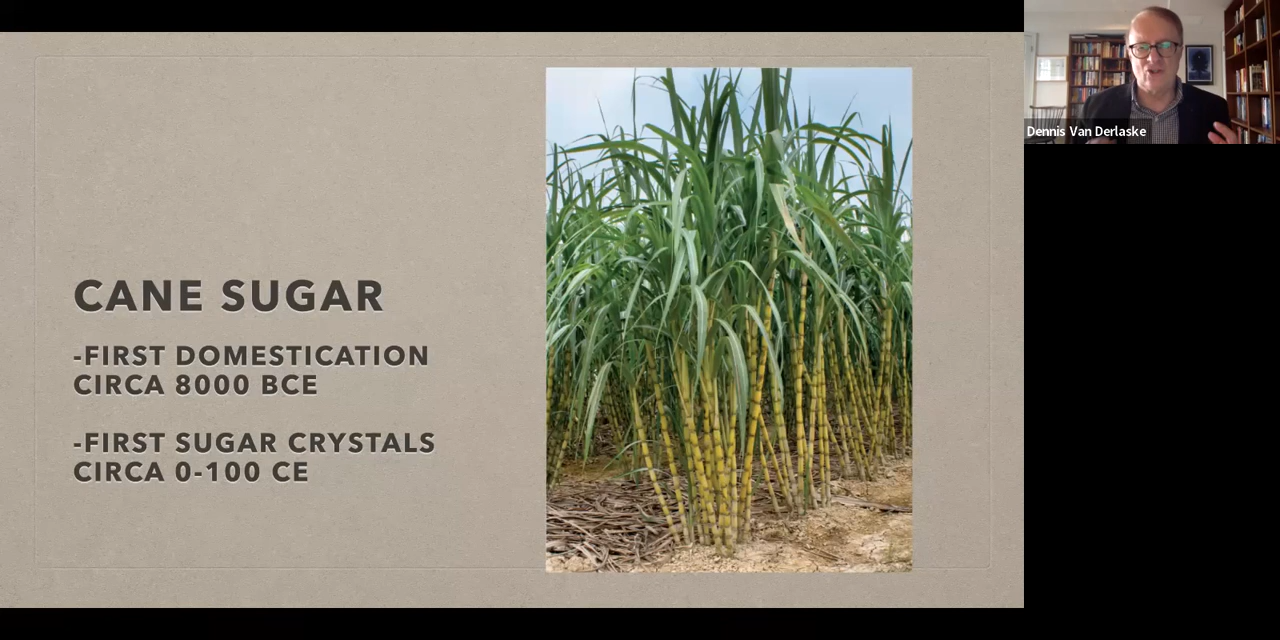 CANE SUGAR
-FIRST DOMESTICATION
CIRCA 8000 BCE
-FIRST SUGAR CRYSTALS
CIRCA 0-100 CE
Dennis Van Derlaske